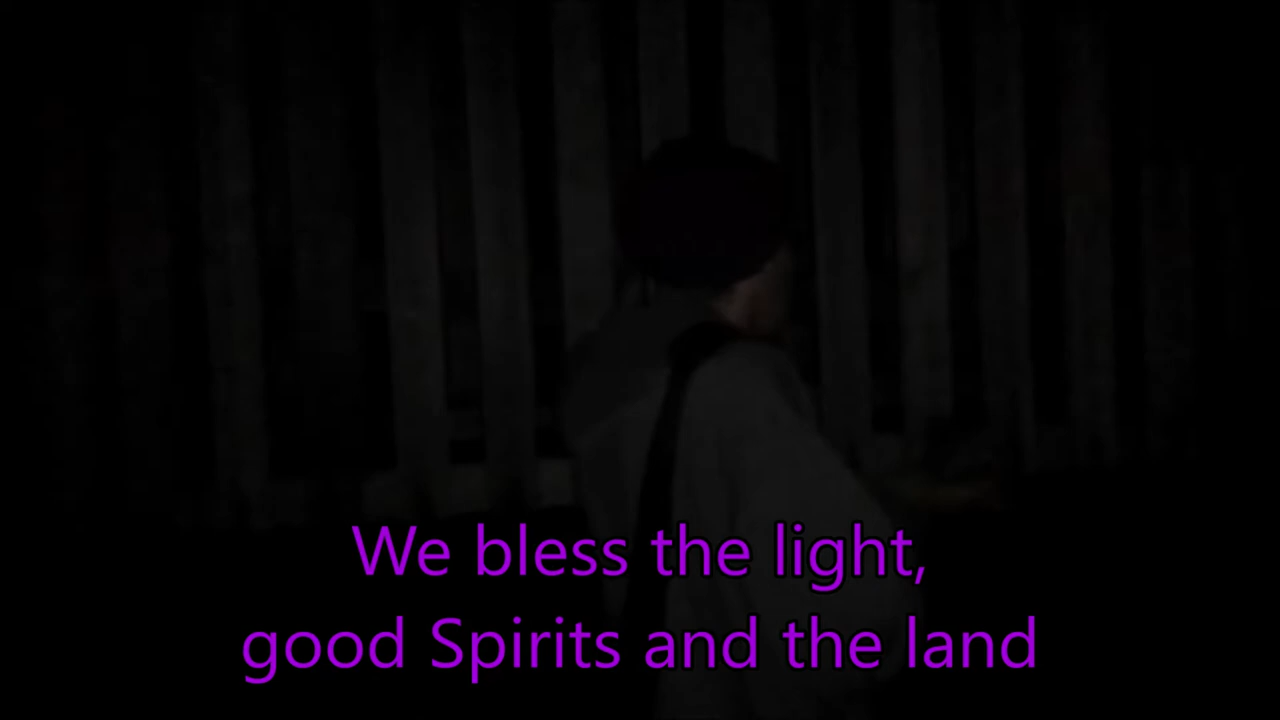 We bless the light,
good Spirits and the land